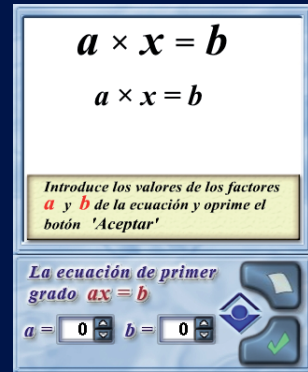 a × x = b
a × x = b
Introduce los valores de los factores
a y b de la ecuación y oprime el
botón 'Aceptar'
La ecuación de primer
grado ax = b
a = 0 b = 0